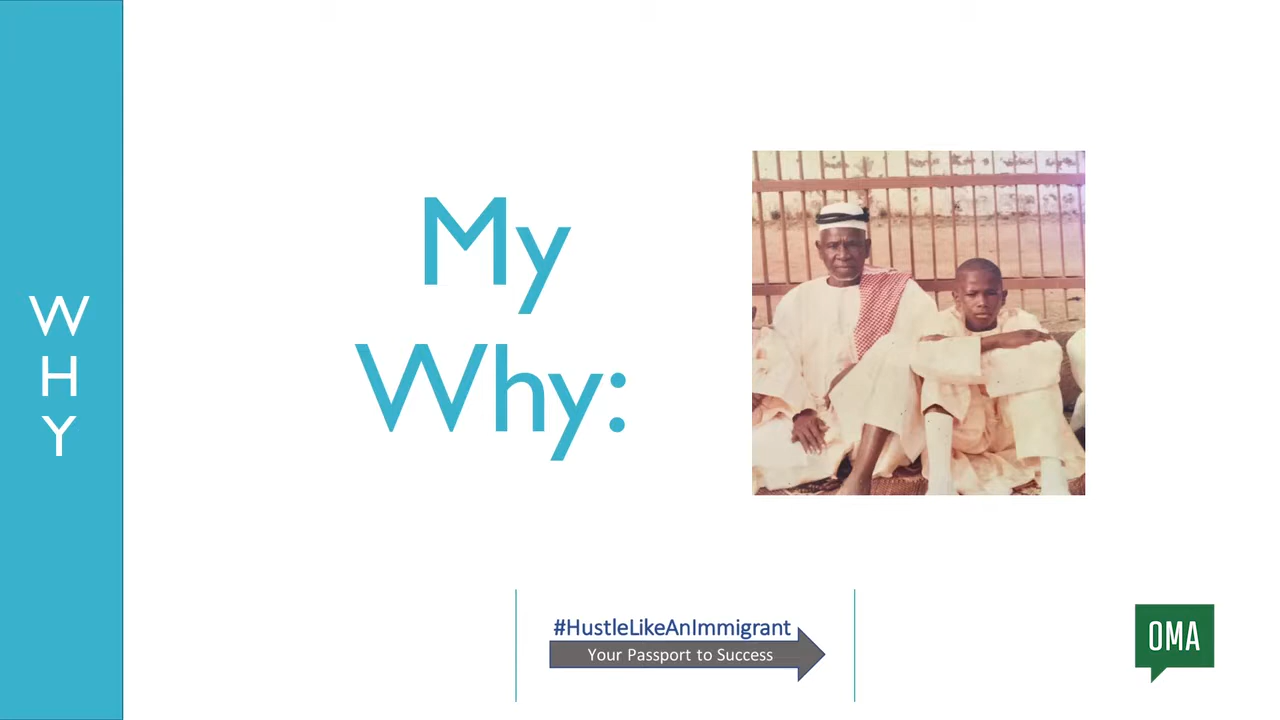 W
H
Y
My
Why:
#HustleLikeAnImmigrant
Your Passport to Success
OMA